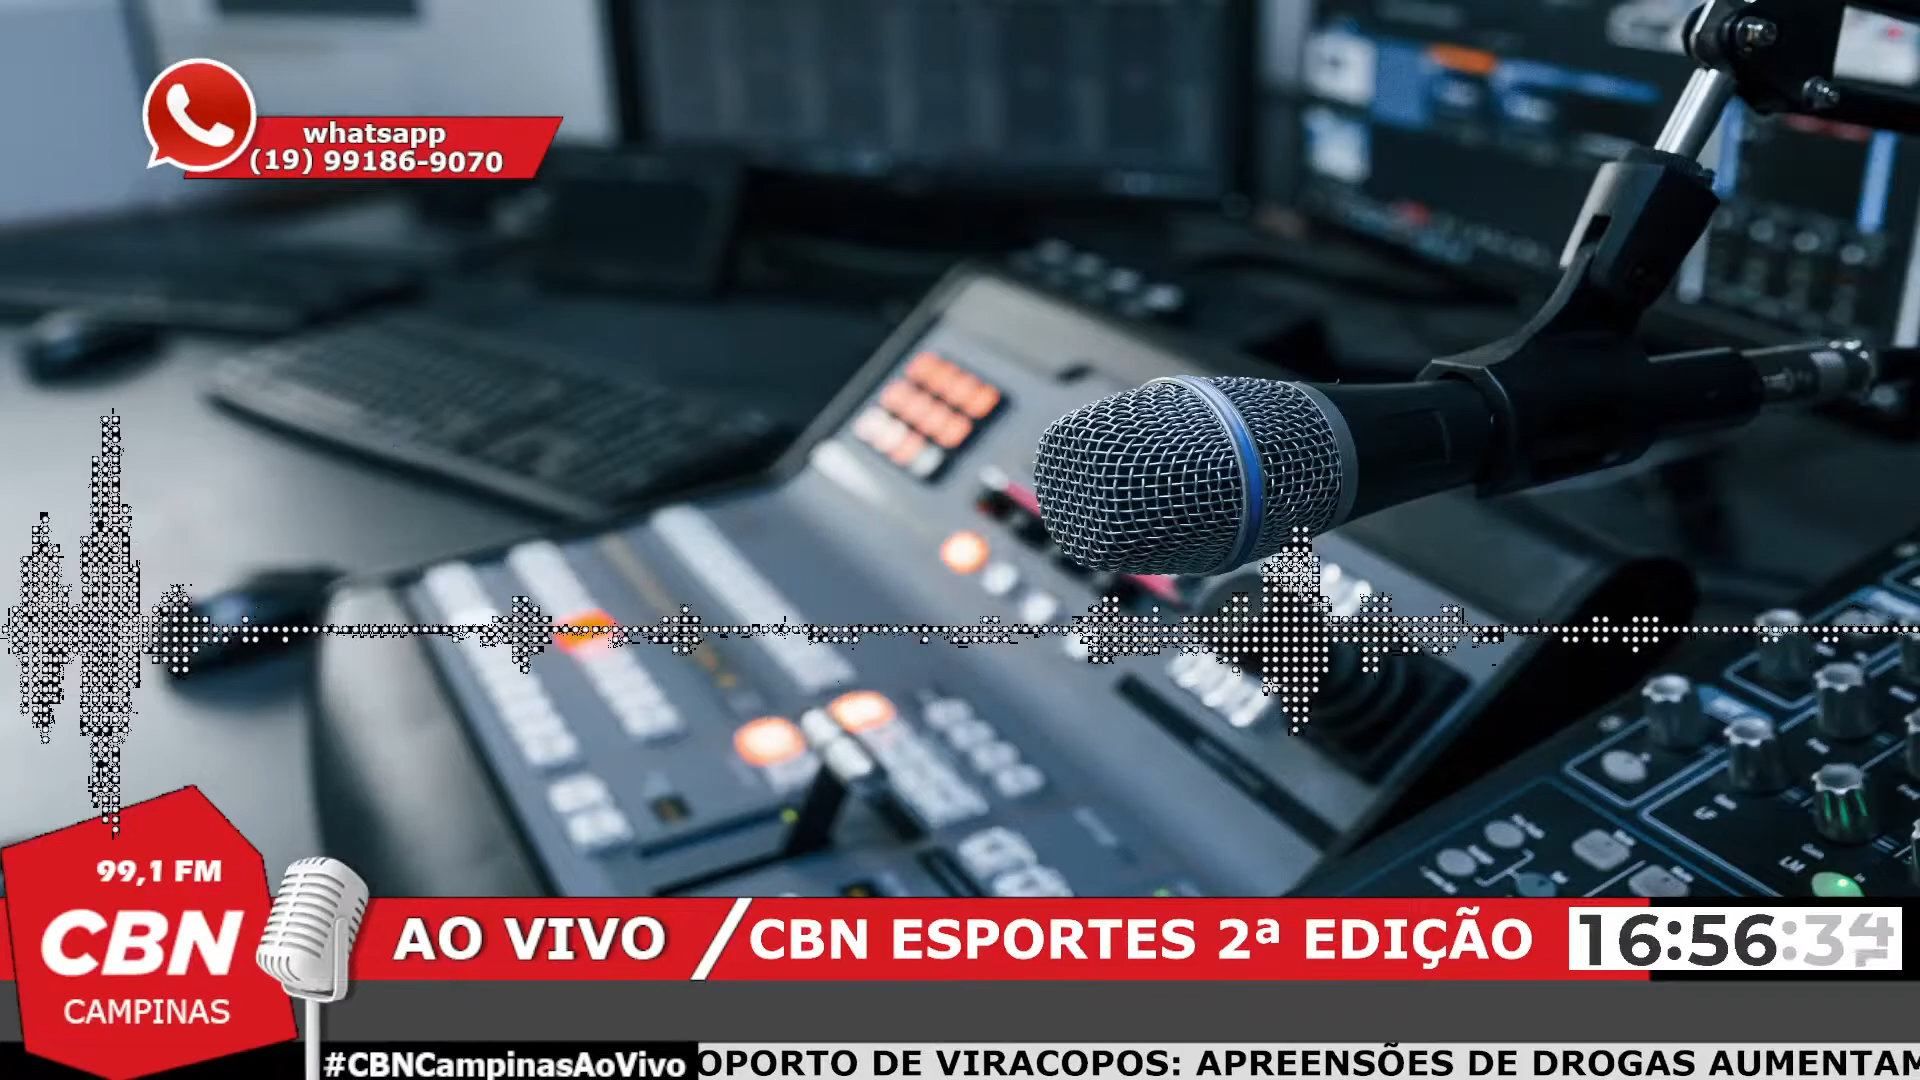 whatsapp
(19) 99186-9070
99,1 FM
CBN
CAMPINAS
AO VIVO
CBN ESPORTES 2ª EDIÇÃO
16:56:3
#CBNCampinasAoVivo
OPORTO DE VIRACOPOS: APREENSÕES DE DROGAS AUMENTAM